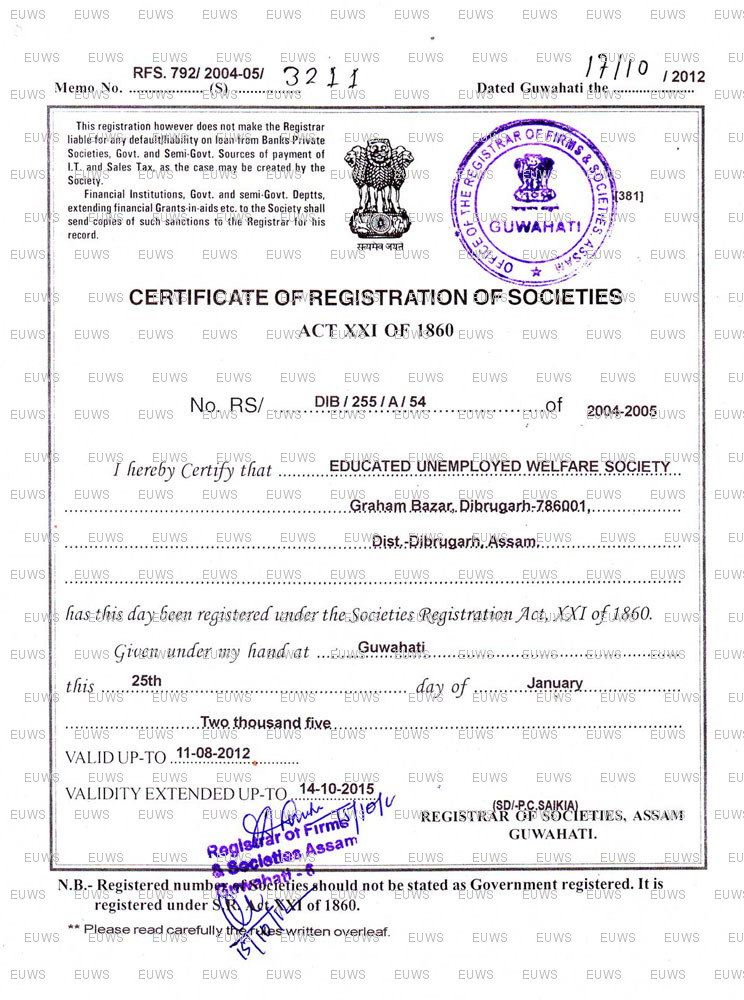 RFS. 792/ 2004-05/ 3211
Memo No. .................... (S) ..................
17/10 / 2012
Dated Guwahati the ......................
This registration however does not make the Registrar
liable for any default/liability on loan from Banks Private
Societies, Govt. and Semi-Govt. Sources of payment of
I.T. and Sales Tax, as the case may be created by the
Society.
Financial Institutions, Govt. and semi-Govt. Deptts,
extending financial Grants-in-aids etc. to the Society shall
send copies of such sanctions to the Registrar for his
record.
सत्यमेव जयते
OFFICE OF THE REGISTRAR OF FIRMS & SOCIETIES ASSAM
GUWAHATI
[381]
CERTIFICATE OF REGISTRATION OF SOCIETIES
ACT XXI OF 1860
No. RS/ DIB / 255 / A / 54 of 2004-2005
I hereby Certify that EDUCATED UNEMPLOYED WELFARE SOCIETY
Graham Bazar, Dibrugarh-786001,
Dist.-Dibrugarh, Assam.
has this day been registered under the Societies Registration Act, XXI of 1860.
Given under my hand at Guwahati
this 25th day of January
Two thousand five
VALID UP-TO 11-08-2012
VALIDITY EXTENDED UP-TO 14-10-2015
(SD/-P.C.SAIKIA)
REGISTRAR OF SOCIETIES, ASSAM
GUWAHATI.
Registrar of Firms
& Societies Assam
Guwahati - 6
15/10/12
N.B.- Registered number of Societies should not be stated as Government registered. It is
registered under S.R. Act XXI of 1860.
** Please read carefully the rules written overleaf.
EUWS